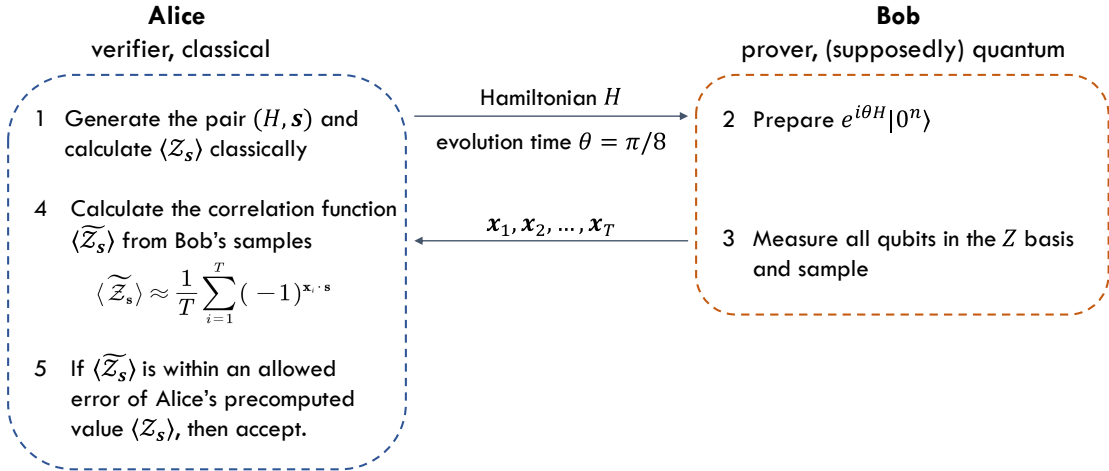 Alice
verifier, classical
1 Generate the pair (H, s) and
calculate ⟨𝒵ₛ⟩ classically
4 Calculate the correlation function
⟨𝒵̃ₛ⟩ from Bob's samples
⟨ 𝒵̃ₛ ⟩ ≈ 1/T ∑_{i=1}^{T} ( −1)^{xᵢ · s}
5 If ⟨𝒵̃ₛ⟩ is within an allowed
error of Alice's precomputed
value ⟨𝒵ₛ⟩, then accept.
Hamiltonian H
evolution time θ = π/8
x₁, x₂, … , x_T
Bob
prover, (supposedly) quantum
2 Prepare e^{iθH}|0ⁿ⟩
3 Measure all qubits in the Z basis
and sample